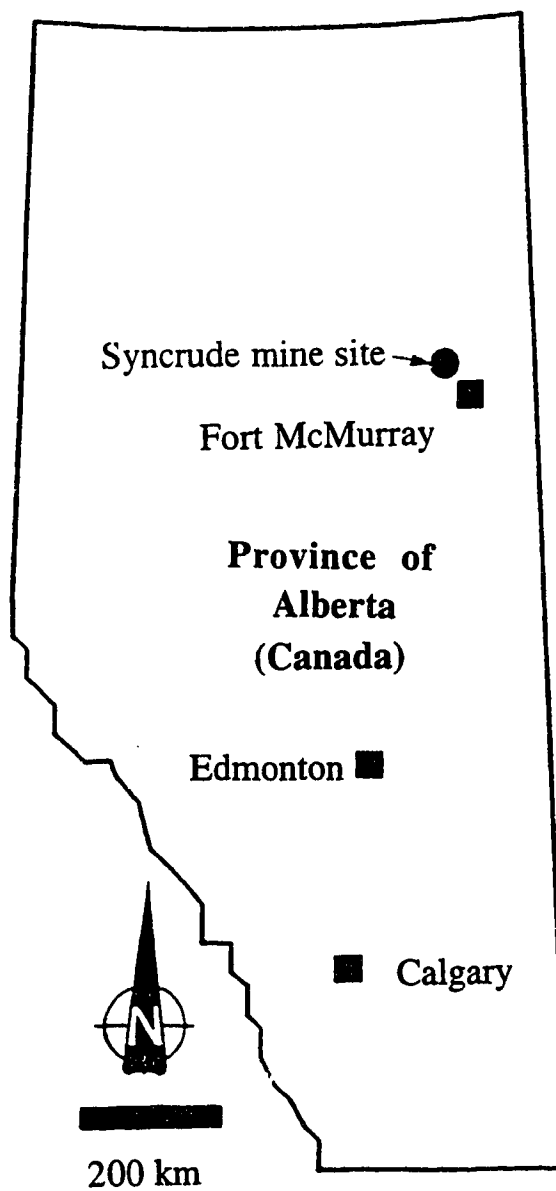 Syncrude mine site
Fort McMurray
Province of
Alberta
(Canada)
Edmonton
Calgary
N
200 km